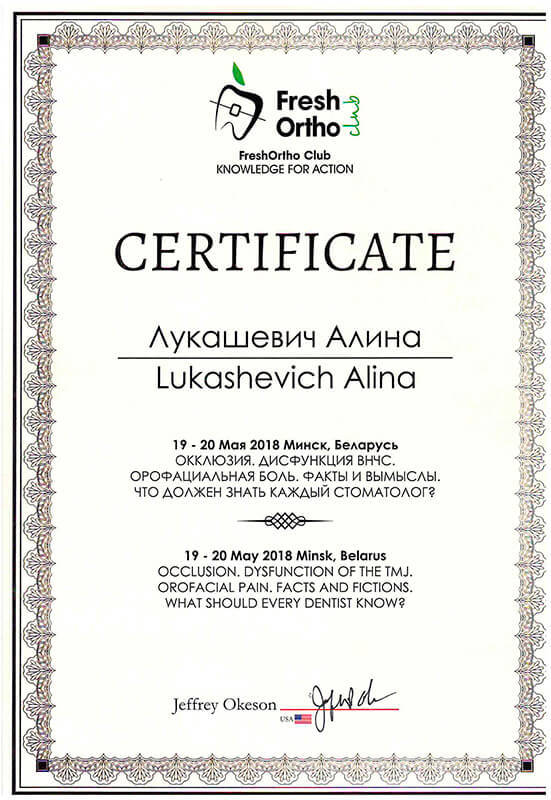 Fresh
Ortho club
FreshOrtho Club
KNOWLEDGE FOR ACTION
CERTIFICATE
Лукашевич Алина
Lukashevich Alina
19 - 20 Мая 2018 Минск, Беларусь
ОККЛЮЗИЯ. ДИСФУНКЦИЯ ВНЧС.
ОРОФАЦИАЛЬНАЯ БОЛЬ. ФАКТЫ И ВЫМЫСЛЫ.
ЧТО ДОЛЖЕН ЗНАТЬ КАЖДЫЙ СТОМАТОЛОГ?
19 - 20 May 2018 Minsk, Belarus
OCCLUSION. DYSFUNCTION OF THE TMJ.
OROFACIAL PAIN. FACTS AND FICTIONS.
WHAT SHOULD EVERY DENTIST KNOW?
Jeffrey Okeson
USA